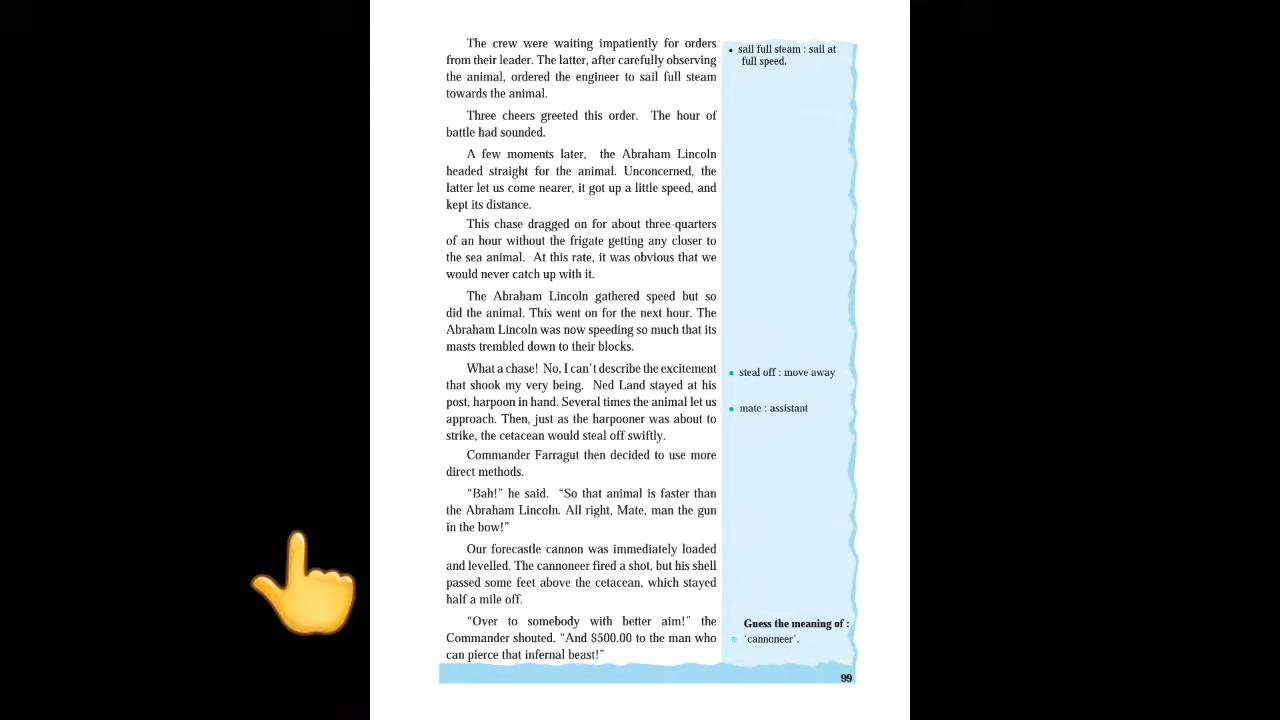 The crew were waiting impatiently for orders
from their leader. The latter, after carefully observing
the animal, ordered the engineer to sail full steam
towards the animal.
Three cheers greeted this order. The hour of
battle had sounded.
A few moments later, the Abraham Lincoln
headed straight for the animal. Unconcerned, the
latter let us come nearer, it got up a little speed, and
kept its distance.
This chase dragged on for about three-quarters
of an hour without the frigate getting any closer to
the sea animal. At this rate, it was obvious that we
would never catch up with it.
The Abraham Lincoln gathered speed but so
did the animal. This went on for the next hour. The
Abraham Lincoln was now speeding so much that its
masts trembled down to their blocks.
What a chase! No, I can't describe the excitement
that shook my very being. Ned Land stayed at his
post, harpoon in hand. Several times the animal let us
approach. Then, just as the harpooner was about to
strike, the cetacean would steal off swiftly.
Commander Farragut then decided to use more
direct methods.
“Bah!” he said. “So that animal is faster than
the Abraham Lincoln. All right, Mate, man the gun
in the bow!”
Our forecastle cannon was immediately loaded
and levelled. The cannoneer fired a shot, but his shell
passed some feet above the cetacean, which stayed
half a mile off.
“Over to somebody with better aim!” the
Commander shouted. “And $500.00 to the man who
can pierce that infernal beast!”
• sail full steam : sail at
full speed.
• steal off : move away
• mate : assistant
Guess the meaning of :
* ‘cannoneer’.
99